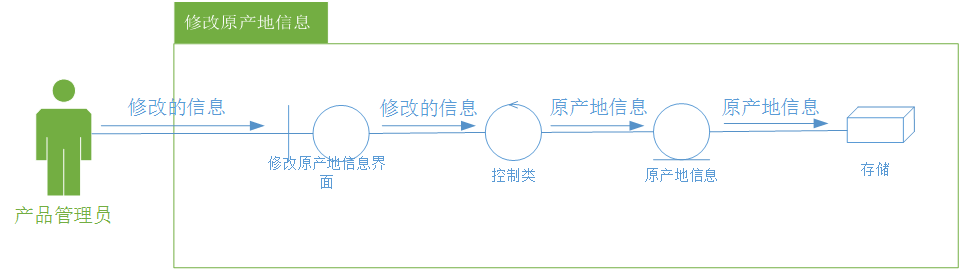 修改原产地信息
修改的信息
修改的信息
原产地信息
原产地信息
修改原产地信息界
面
控制类
原产地信息
存储
产品管理员